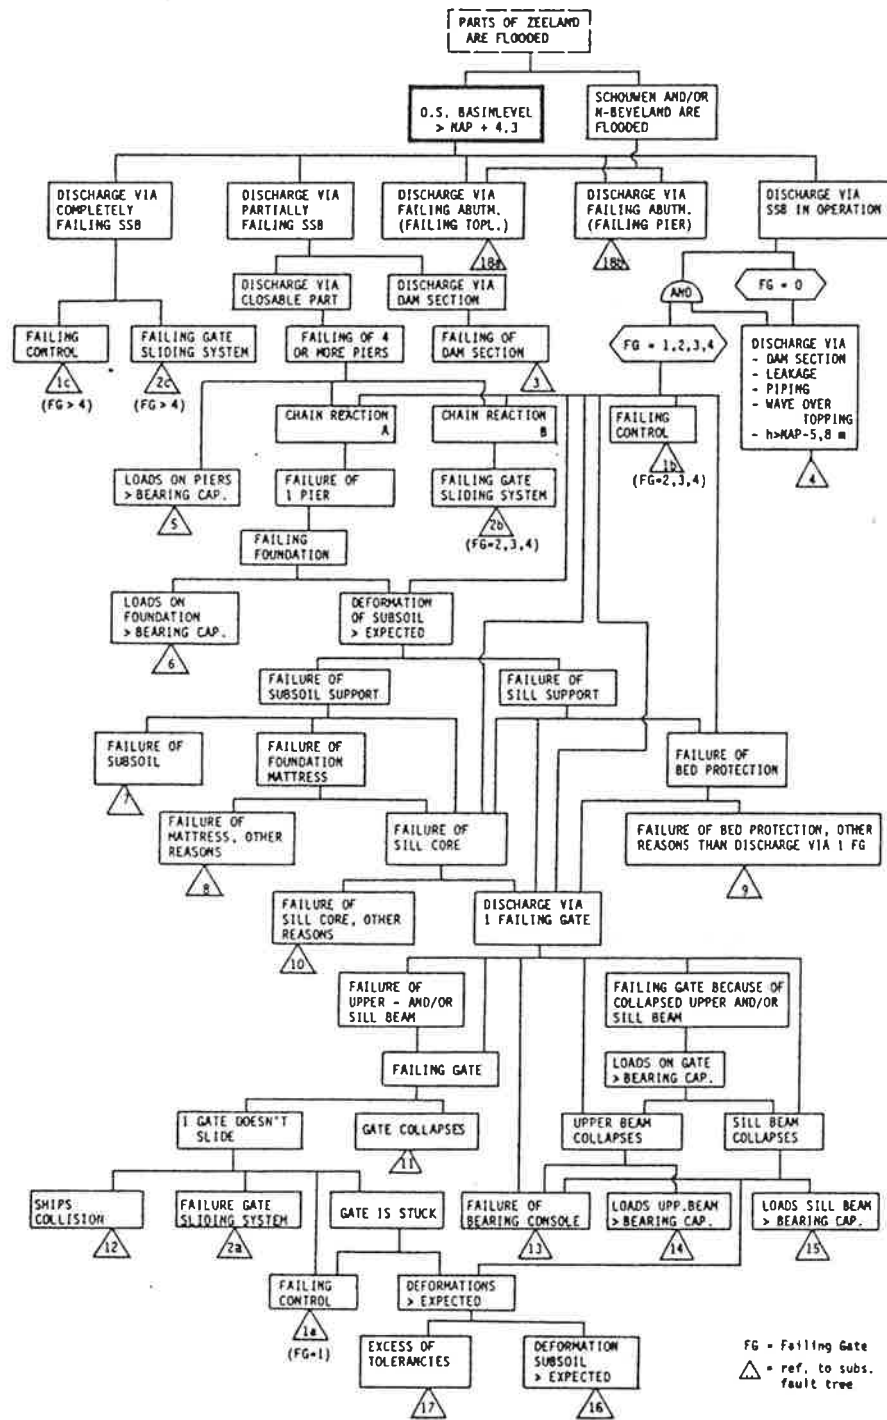 PARTS OF ZEELAND
ARE FLOODED
O.S. BASINLEVEL
> NAP + 4.3
SCHOUWEN AND/OR
N-BEVELAND ARE
FLOODED
DISCHARGE VIA
COMPLETELY
FAILING SSB
DISCHARGE VIA
PARTIALLY
FAILING SSB
DISCHARGE VIA
FAILING ABUTM.
(FAILING TOPL.)
18a
DISCHARGE VIA
FAILING ABUTM.
(FAILING PIER)
18b
DISCHARGE VIA
SSB IN OPERATION
DISCHARGE VIA
CLOSABLE PART
DISCHARGE VIA
DAM SECTION
AND
FG = 0
FAILING
CONTROL
1c
(FG > 4)
FAILING GATE
SLIDING SYSTEM
2c
(FG > 4)
FAILING OF 4
OR MORE PIERS
FAILING OF
DAM SECTION
3
FG = 1,2,3,4
DISCHARGE VIA
- DAM SECTION
- LEAKAGE
- PIPING
- WAVE OVER
TOPPING
- h>NAP-5,8 m
4
CHAIN REACTION
A
CHAIN REACTION
B
FAILING
CONTROL
1b
(FG=2,3,4)
LOADS ON PIERS
> BEARING CAP.
5
FAILURE OF
1 PIER
FAILING GATE
SLIDING SYSTEM
2b
(FG=2,3,4)
FAILING
FOUNDATION
LOADS ON
FOUNDATION
> BEARING CAP.
6
DEFORMATION
OF SUBSOIL
> EXPECTED
FAILURE OF
SUBSOIL SUPPORT
FAILURE OF
SILL SUPPORT
FAILURE OF
SUBSOIL
7
FAILURE OF
FOUNDATION
MATTRESS
FAILURE OF
BED PROTECTION
FAILURE OF
MATTRESS, OTHER
REASONS
8
FAILURE OF
SILL CORE
FAILURE OF BED PROTECTION, OTHER
REASONS THAN DISCHARGE VIA 1 FG
9
FAILURE OF
SILL CORE, OTHER
REASONS
10
DISCHARGE VIA
1 FAILING GATE
FAILURE OF
UPPER - AND/OR
SILL BEAM
FAILING GATE BECAUSE OF
COLLAPSED UPPER AND/OR
SILL BEAM
FAILING GATE
LOADS ON GATE
> BEARING CAP.
1 GATE DOESN'T
SLIDE
GATE COLLAPSES
11
UPPER BEAM
COLLAPSES
SILL BEAM
COLLAPSES
SHIPS
COLLISION
12
FAILURE GATE
SLIDING SYSTEM
2a
GATE IS STUCK
FAILURE OF
BEARING CONSOLE
13
LOADS UPP.BEAM
> BEARING CAP.
14
LOADS SILL BEAM
> BEARING CAP.
15
FAILING
CONTROL
1a
(FG=1)
DEFORMATIONS
> EXPECTED
EXCESS OF
TOLERANCIES
17
DEFORMATION
SUBSOIL
> EXPECTED
16
FG = Failing Gate
= ref. to subs.
fault tree